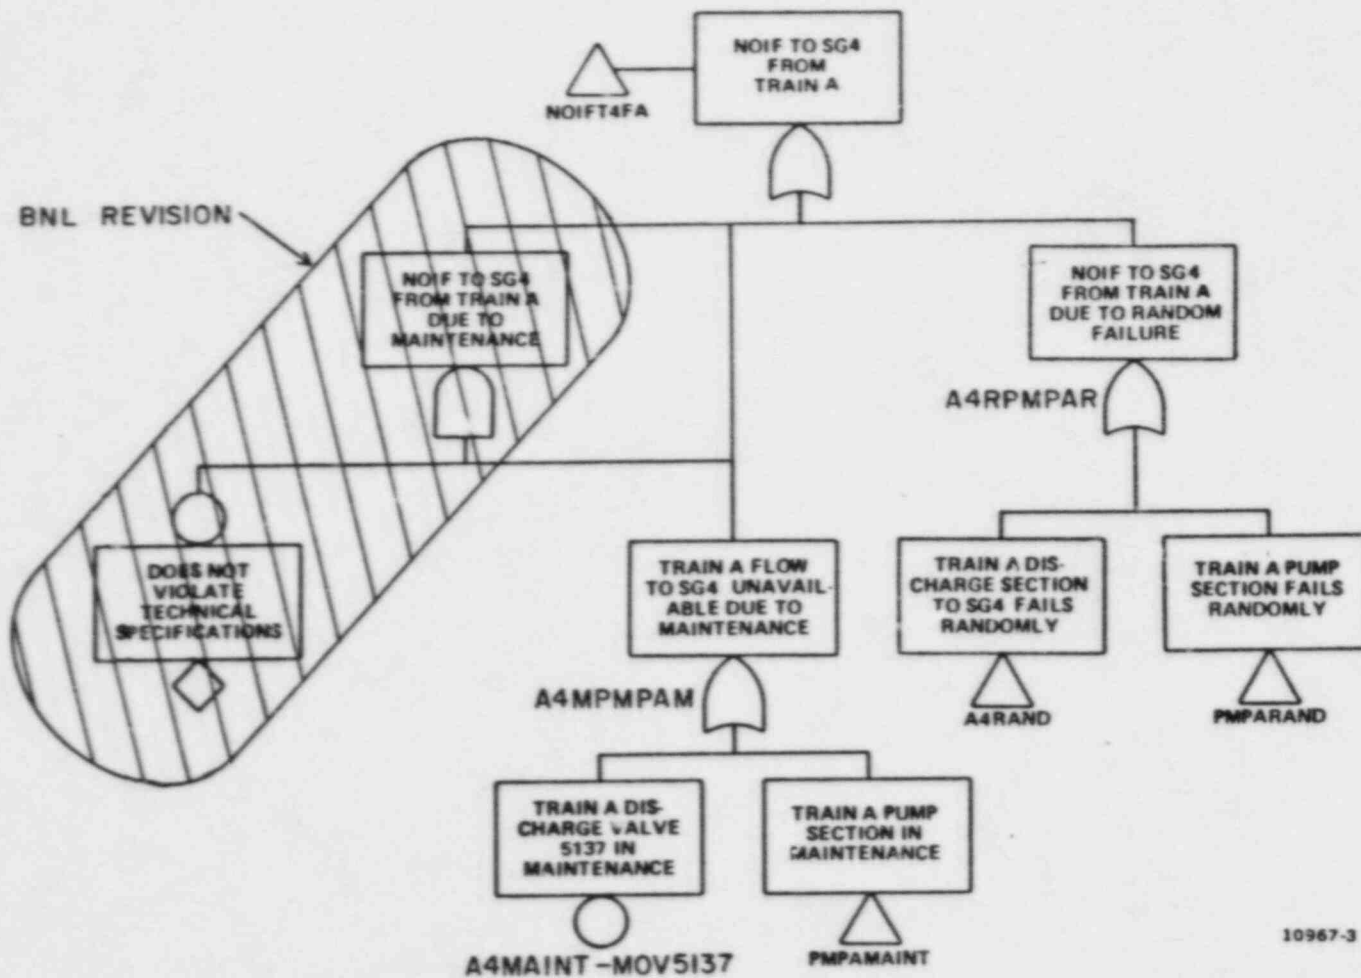 NOIF TO SG4
FROM
TRAIN A
NOIFT4FA
BNL REVISION
NOIF TO SG4
FROM TRAIN A
DUE TO
MAINTENANCE
NOIF TO SG4
FROM TRAIN A
DUE TO RANDOM
FAILURE
A4RPMPAR
DOES NOT
VIOLATE
TECHNICAL
SPECIFICATIONS
TRAIN A FLOW
TO SG4 UNAVAIL-
ABLE DUE TO
MAINTENANCE
TRAIN A DIS-
CHARGE SECTION
TO SG4 FAILS
RANDOMLY
TRAIN A PUMP
SECTION FAILS
RANDOMLY
A4MPMPAM
A4RAND
PMPARAND
TRAIN A DIS-
CHARGE VALVE
5137 IN
MAINTENANCE
TRAIN A PUMP
SECTION IN
MAINTENANCE
A4MAINT-MOV5137
PMPAMAINT
10967-3